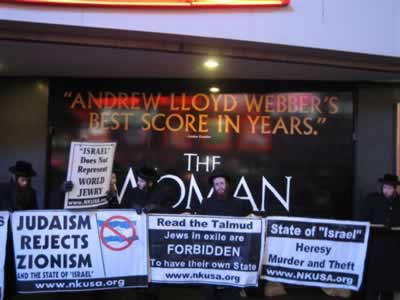 "ANDREW LLOYD WEBBER'S
BEST SCORE IN YEARS."
THE
WOMAN
"ISRAEL"
Does Not
Represent
WORLD
JEWRY
www.NKUSA.org
JUDAISM
REJECTS
ZIONISM
AND THE STATE OF "ISRAEL"
www.nkusa.org
Read the Talmud
Jews in exile are
FORBIDDEN
To have their own State
www.nkusa.org
State of "Israel"
Heresy
Murder and Theft
www.NKUSA.org